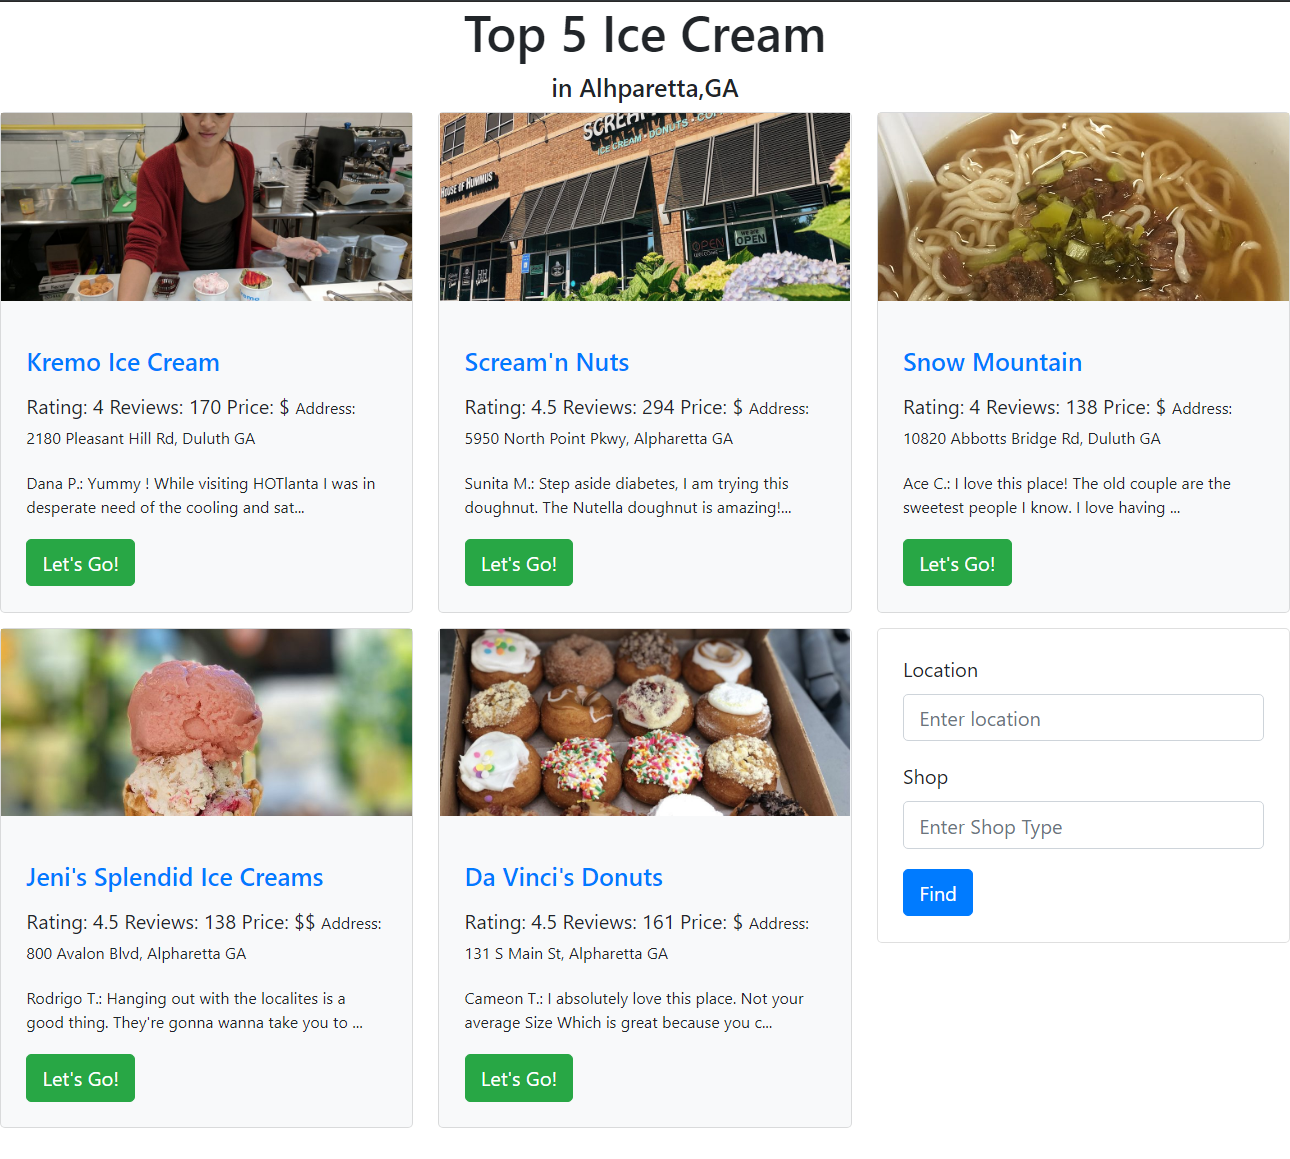 Top 5 Ice Cream
in Alhparetta,GA
HOUSE OF HUMMUS
ICE CREAM · DONUTS
WE ARE
OPEN
OPEN
Kremo Ice Cream
Rating: 4 Reviews: 170 Price: $ Address:
2180 Pleasant Hill Rd, Duluth GA
Dana P.: Yummy ! While visiting HOTlanta I was in
desperate need of the cooling and sat...
Let's Go!
Scream'n Nuts
Rating: 4.5 Reviews: 294 Price: $ Address:
5950 North Point Pkwy, Alpharetta GA
Sunita M.: Step aside diabetes, I am trying this
doughnut. The Nutella doughnut is amazing!...
Let's Go!
Snow Mountain
Rating: 4 Reviews: 138 Price: $ Address:
10820 Abbotts Bridge Rd, Duluth GA
Ace C.: I love this place! The old couple are the
sweetest people I know. I love having ...
Let's Go!
Jeni's Splendid Ice Creams
Rating: 4.5 Reviews: 138 Price: $$ Address:
800 Avalon Blvd, Alpharetta GA
Rodrigo T.: Hanging out with the localites is a
good thing. They're gonna wanna take you to ...
Let's Go!
Da Vinci's Donuts
Rating: 4.5 Reviews: 161 Price: $ Address:
131 S Main St, Alpharetta GA
Cameon T.: I absolutely love this place. Not your
average Size Which is great because you c...
Let's Go!
Location
Enter location
Shop
Enter Shop Type
Find